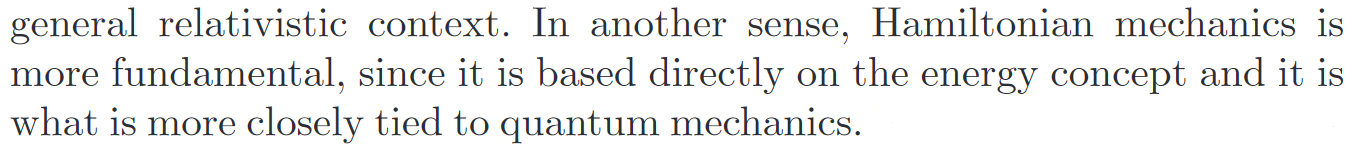 general relativistic context. In another sense, Hamiltonian mechanics is
more fundamental, since it is based directly on the energy concept and it is
what is more closely tied to quantum mechanics.